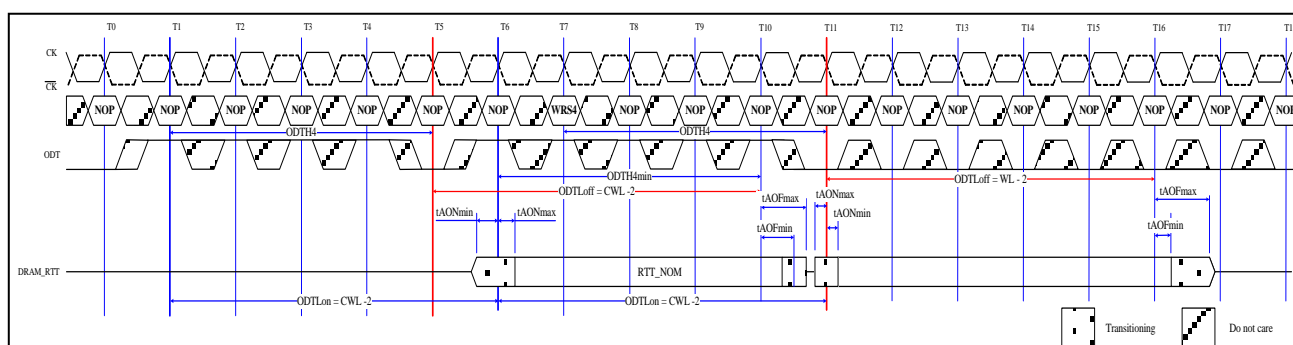 T0 T1 T2 T3 T4 T5 T6 T7 T8 T9 T10 T11 T12 T13 T14 T15 T16 T17
CK
CK
NOP NOP NOP NOP NOP NOP NOP WRS4 NOP NOP NOP NOP NOP NOP NOP NOP NOP NOP NOP
ODTH4 ODTH4
ODT
ODTH4min ODTLoff = WL - 2
ODTLoff = CWL -2 tAOFmax tAONmax tAOFmax
tAONmin tAONmax tAOFmin tAONmin tAOFmin
DRAM_RTT RTT_NOM
ODTLon = CWL -2 ODTLon = CWL -2
Transitioning Do not care